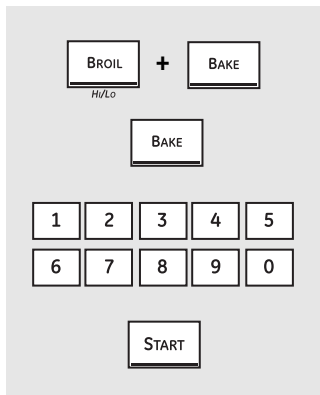 BROIL + BAKE
HI/LO
BAKE
1 2 3 4 5
6 7 8 9 0
START